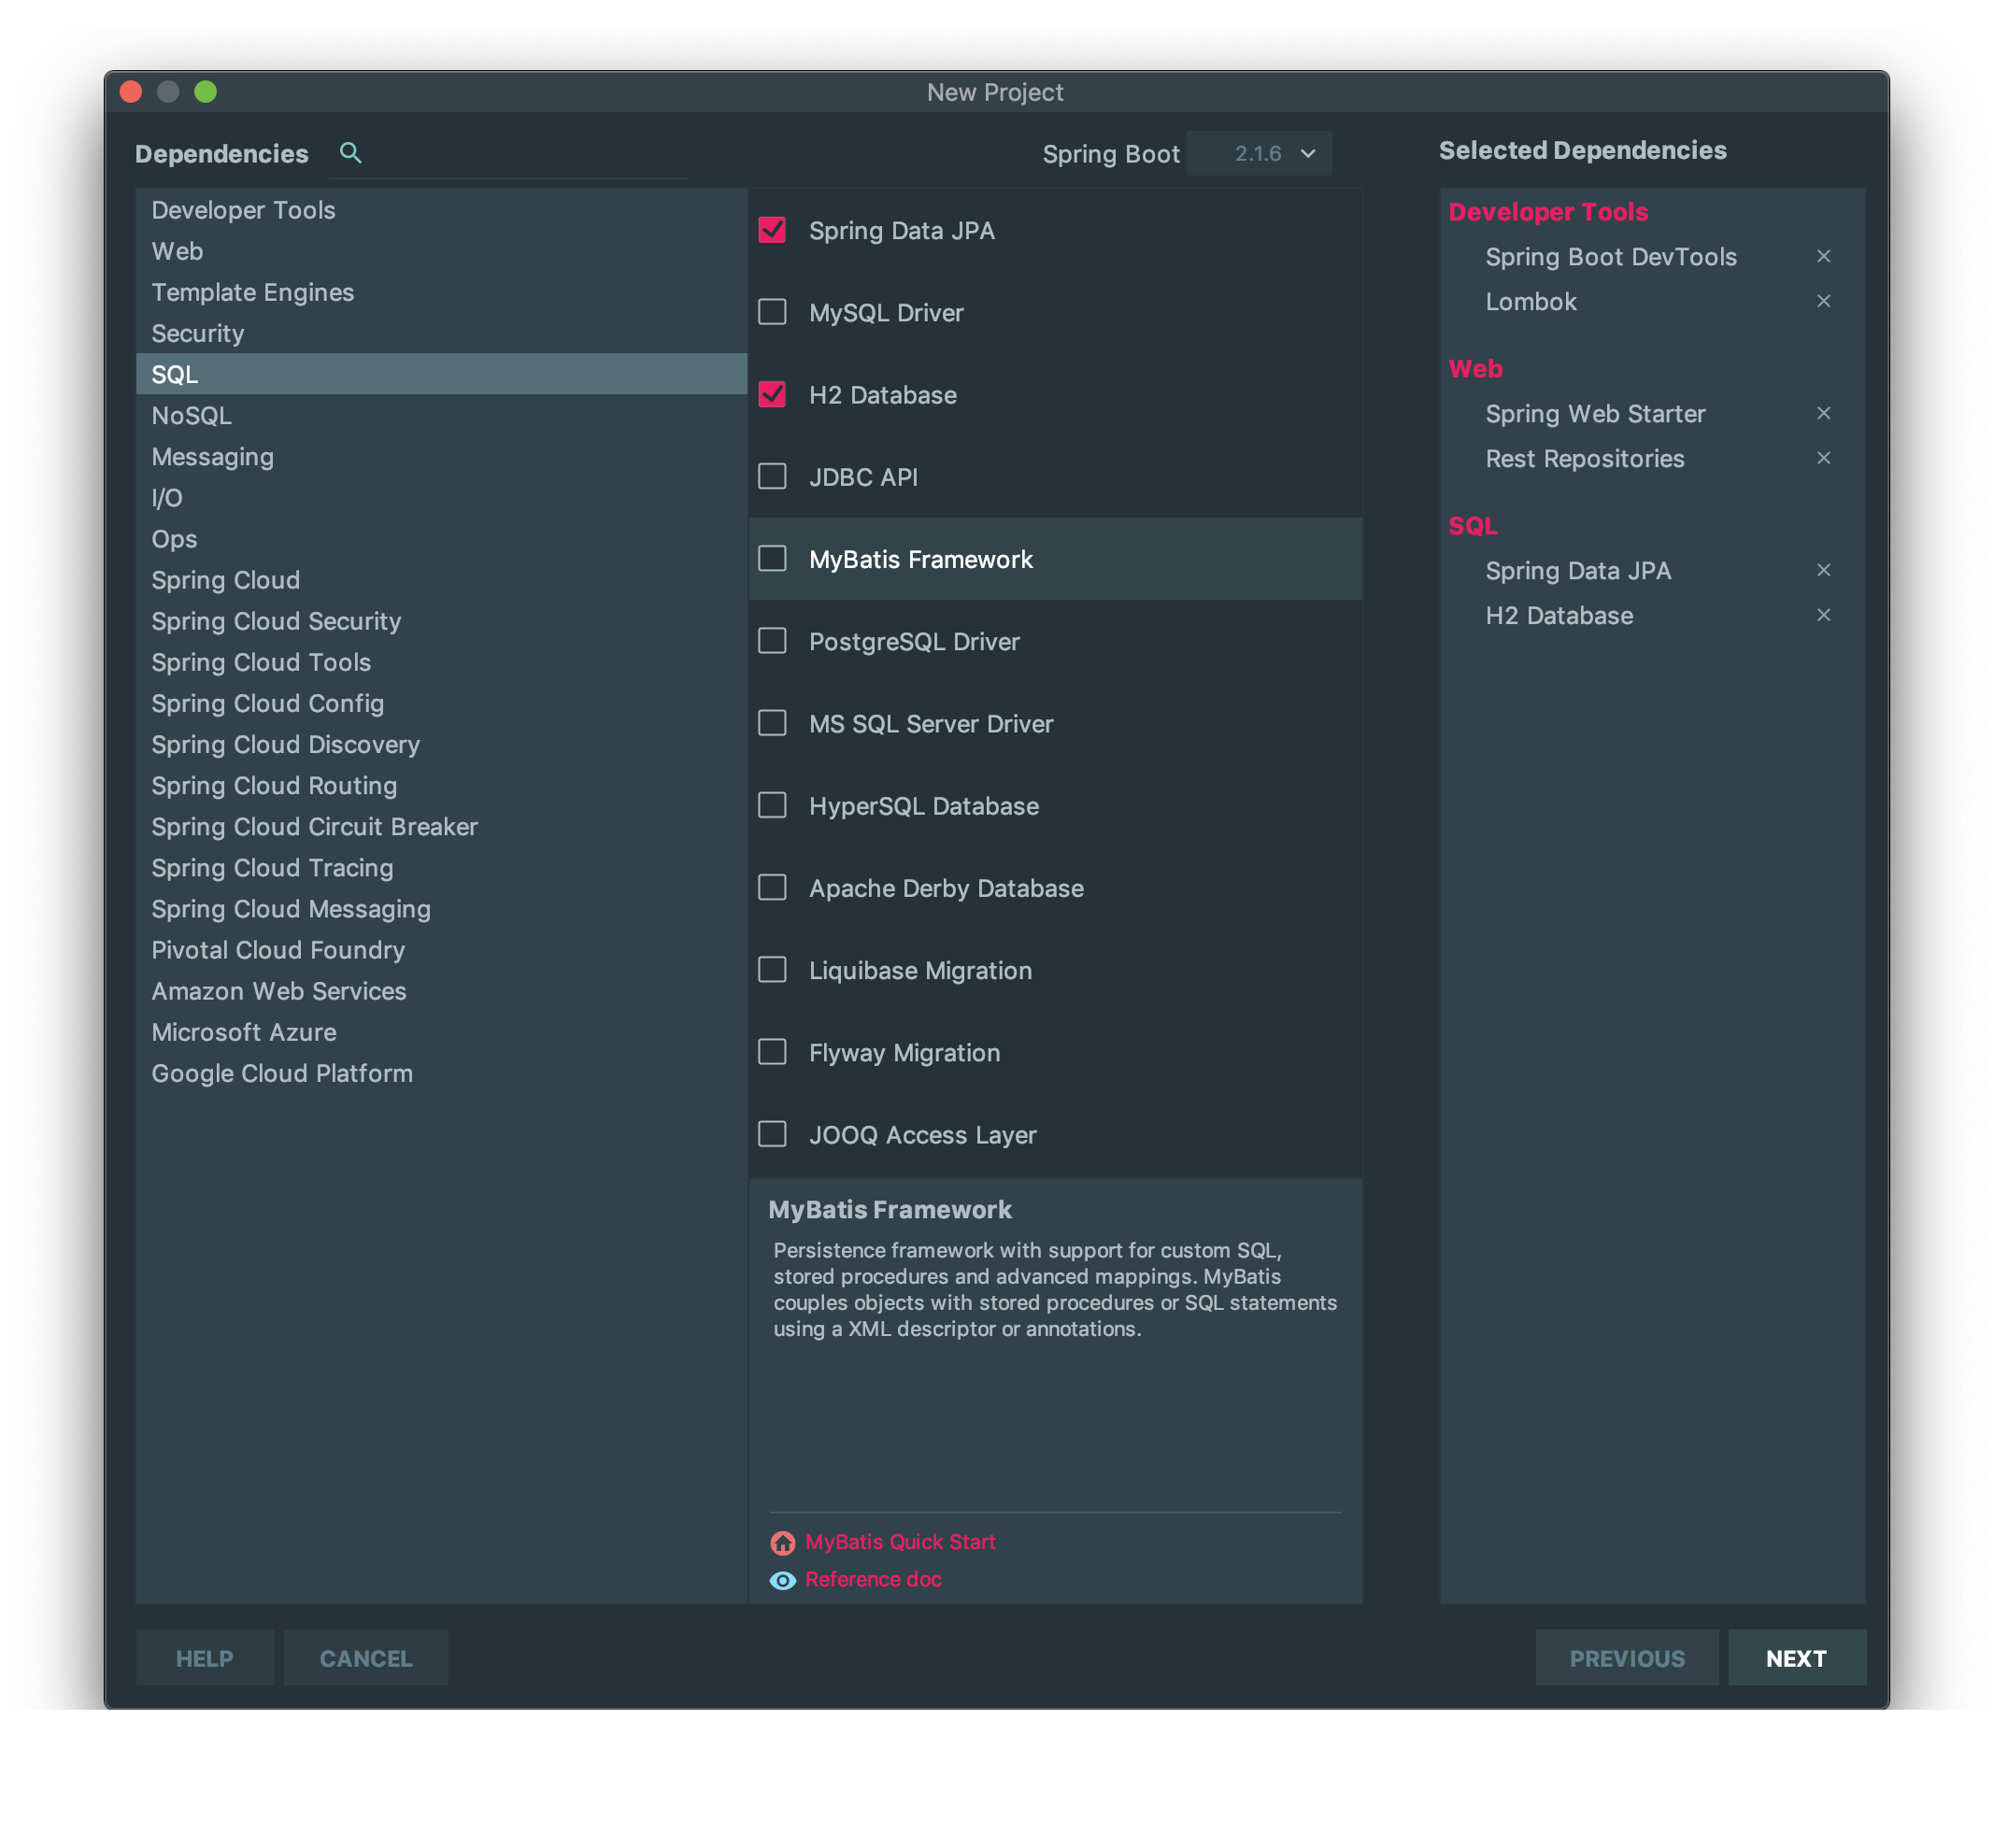 New Project
Dependencies
Spring Boot 2.1.6
Selected Dependencies
Developer Tools
Web
Template Engines
Security
SQL
NoSQL
Messaging
I/O
Ops
Spring Cloud
Spring Cloud Security
Spring Cloud Tools
Spring Cloud Config
Spring Cloud Discovery
Spring Cloud Routing
Spring Cloud Circuit Breaker
Spring Cloud Tracing
Spring Cloud Messaging
Pivotal Cloud Foundry
Amazon Web Services
Microsoft Azure
Google Cloud Platform
Spring Data JPA
MySQL Driver
H2 Database
JDBC API
MyBatis Framework
PostgreSQL Driver
MS SQL Server Driver
HyperSQL Database
Apache Derby Database
Liquibase Migration
Flyway Migration
JOOQ Access Layer
MyBatis Framework
Persistence framework with support for custom SQL,
stored procedures and advanced mappings. MyBatis
couples objects with stored procedures or SQL statements
using a XML descriptor or annotations.
MyBatis Quick Start
Reference doc
Developer Tools
Spring Boot DevTools
Lombok
Web
Spring Web Starter
Rest Repositories
SQL
Spring Data JPA
H2 Database
HELP
CANCEL
PREVIOUS
NEXT